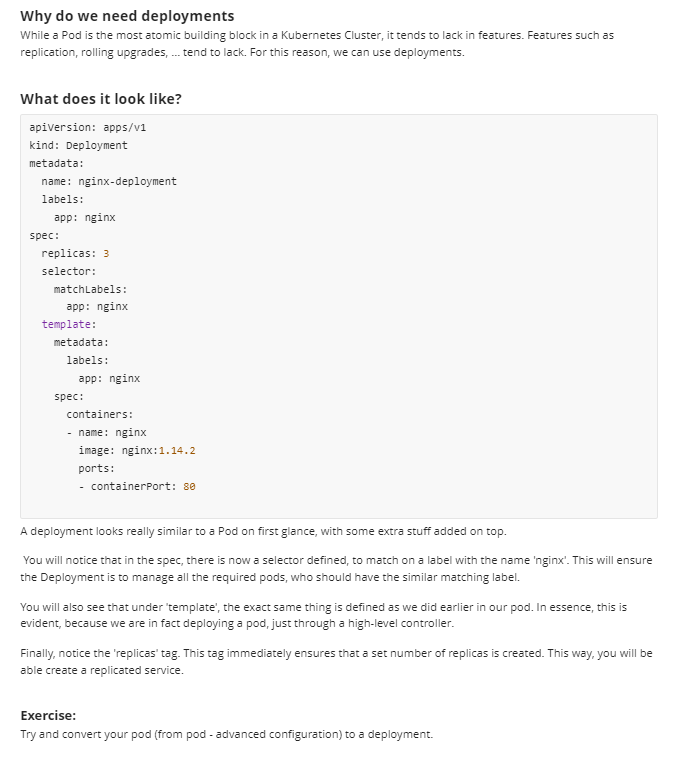 Why do we need deployments
While a Pod is the most atomic building block in a Kubernetes Cluster, it tends to lack in features. Features such as
replication, rolling upgrades, ... tend to lack. For this reason, we can use deployments.
What does it look like?
apiVersion: apps/v1
kind: Deployment
metadata:
  name: nginx-deployment
  labels:
    app: nginx
spec:
  replicas: 3
  selector:
    matchLabels:
      app: nginx
  template:
    metadata:
      labels:
        app: nginx
    spec:
      containers:
      - name: nginx
        image: nginx:1.14.2
        ports:
        - containerPort: 80
A deployment looks really similar to a Pod on first glance, with some extra stuff added on top.
You will notice that in the spec, there is now a selector defined, to match on a label with the name 'nginx'. This will ensure
the Deployment is to manage all the required pods, who should have the similar matching label.
You will also see that under 'template', the exact same thing is defined as we did earlier in our pod. In essence, this is
evident, because we are in fact deploying a pod, just through a high-level controller.
Finally, notice the 'replicas' tag. This tag immediately ensures that a set number of replicas is created. This way, you will be
able create a replicated service.
Exercise:
Try and convert your pod (from pod - advanced configuration) to a deployment.